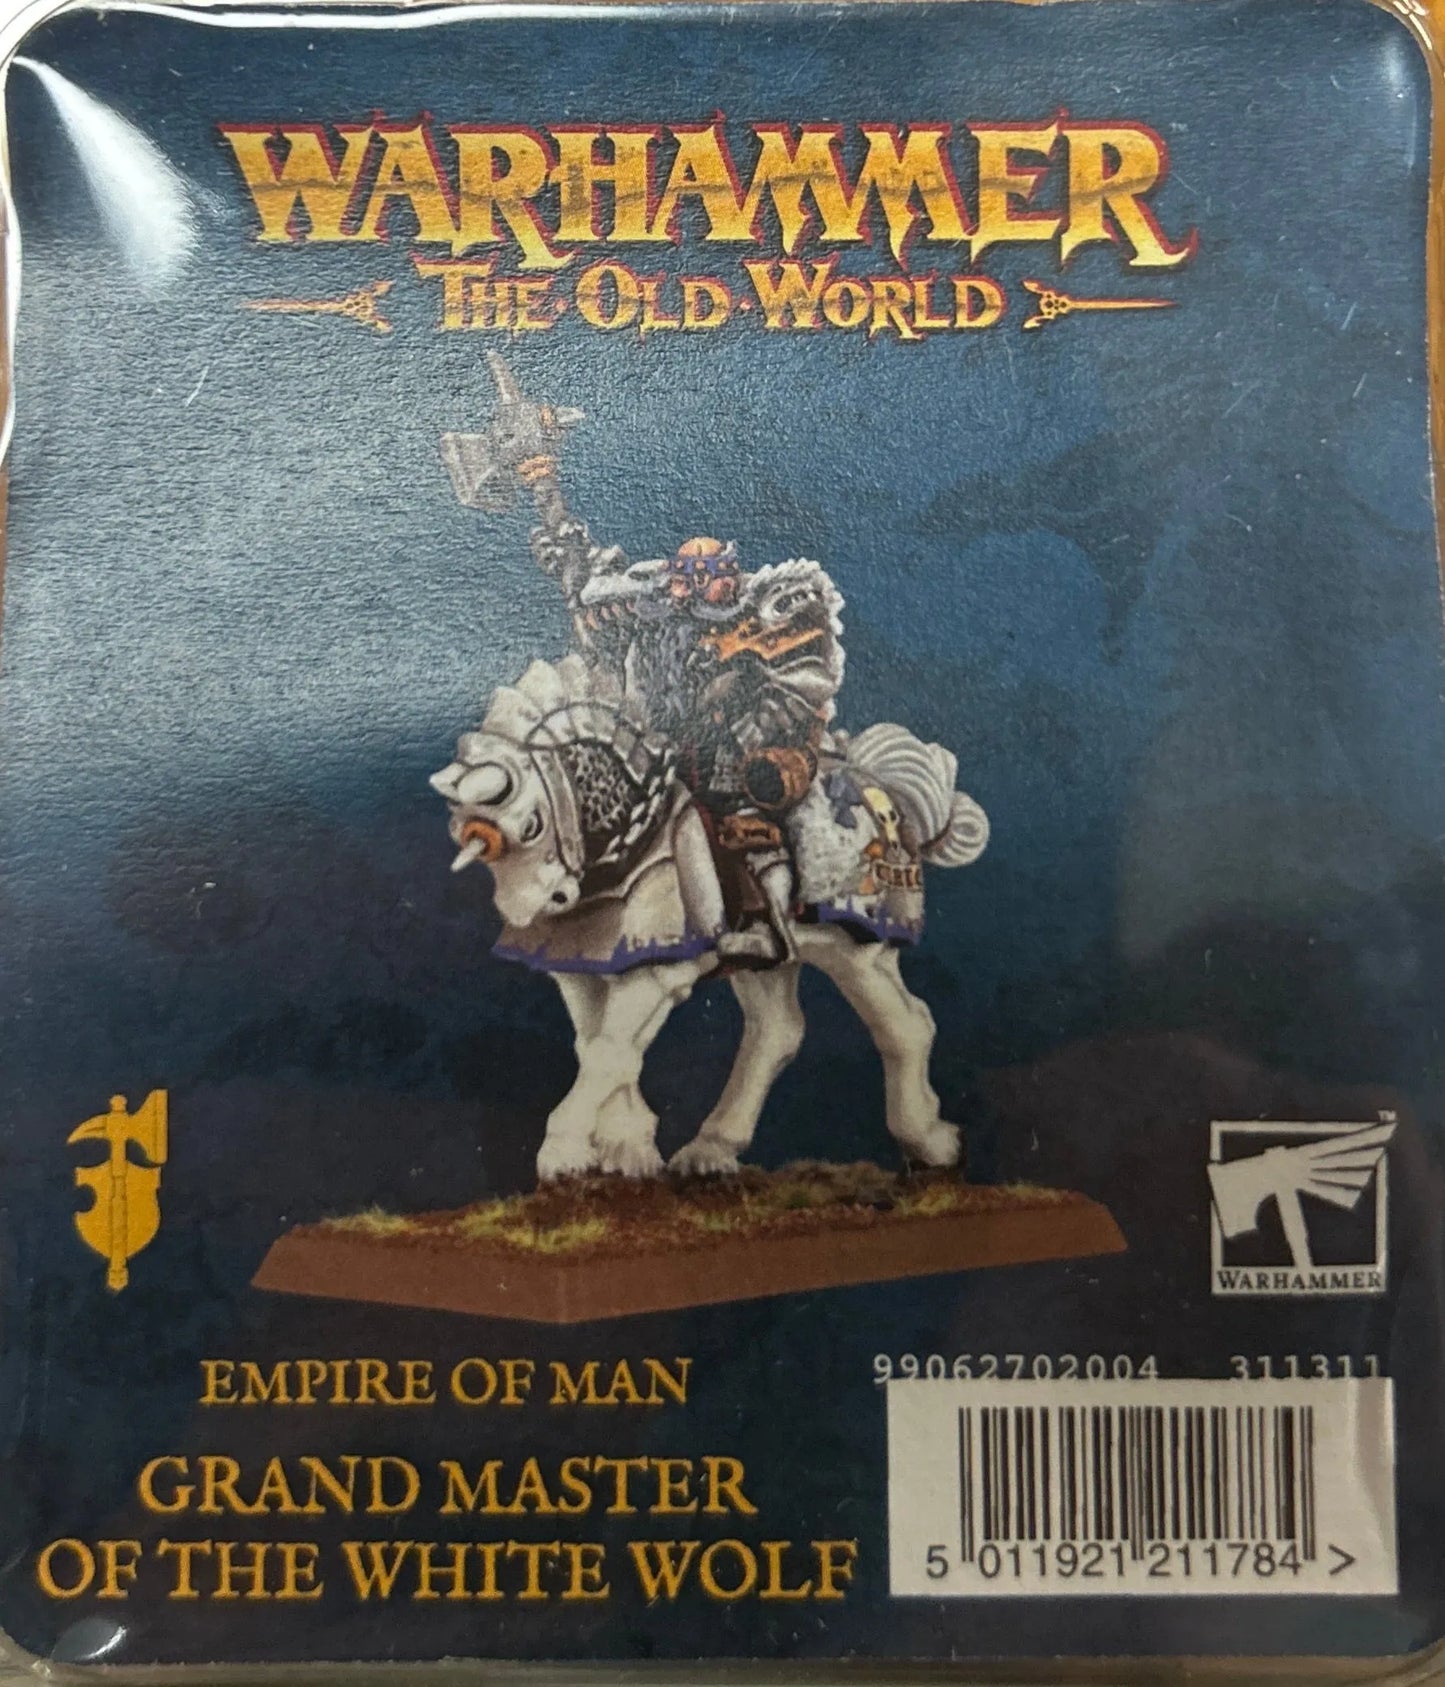 WARHAMMER
THE·OLD·WORLD
™
WARHAMMER
EMPIRE OF MAN
99062702004 311311
GRAND MASTER
OF THE WHITE WOLF
5 011921 211784 >